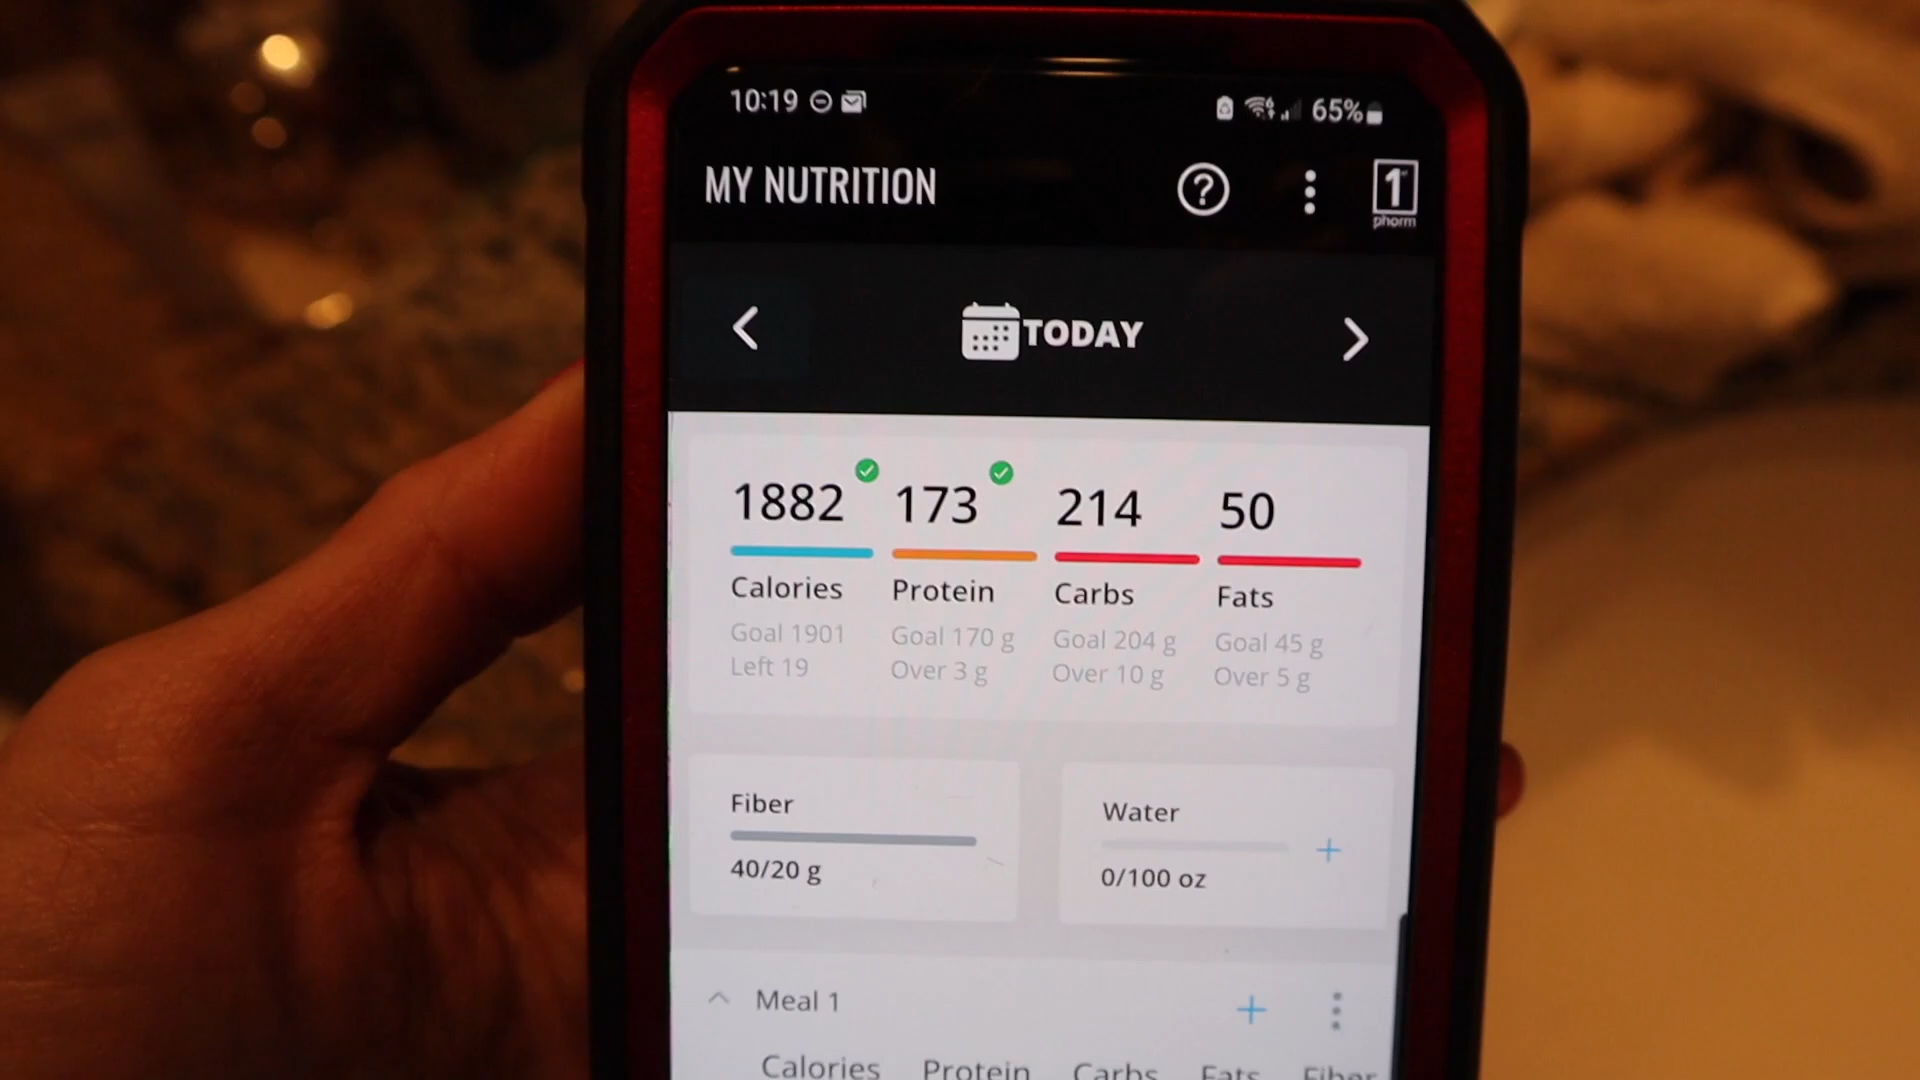 10:19 65%
MY NUTRITION
1st phorm
TODAY
1882 173 214 50
Calories Protein Carbs Fats
Goal 1901 Goal 170 g Goal 204 g Goal 45 g
Left 19 Over 3 g Over 10 g Over 5 g
Fiber Water
40/20 g 0/100 oz
Meal 1
Calories Protein Carbs Fats Fiber